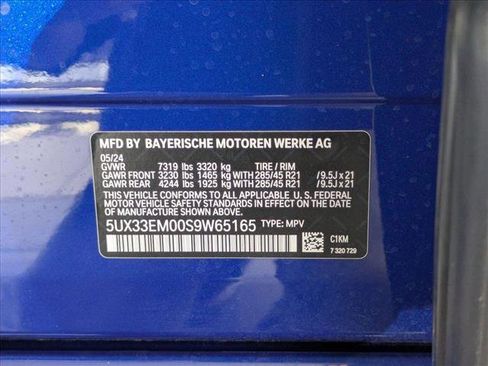 MFD BY BAYERISCHE MOTOREN WERKE AG
05/24
GVWR 7319 lbs 3320 kg TIRE / RIM
GAWR FRONT 3230 lbs 1465 kg WITH 285/45 R21 /9.5J x 21
GAWR REAR 4244 lbs 1925 kg WITH 285/45 R21 /9.5J x 21
THIS VEHICLE CONFORMS TO ALL APPLICABLE U. S. FEDERAL
MOTOR VEHICLE SAFETY STANDARDS IN EFFECT ON THE
DATE OF MANUFACTURE SHOWN ABOVE.
5UX33EM00S9W65165 TYPE: MPV
C1KM
7 320 729